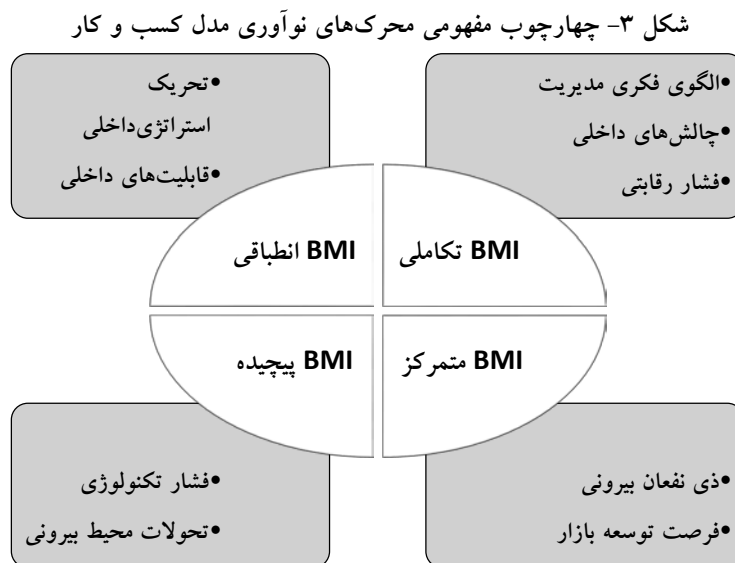 شکل ۳- چهارچوب مفهومی محرک‌های نوآوری مدل کسب و کار
•الگوی فکری مدیریت
•چالش‌های داخلی
•فشار رقابتی
•تحریک
استراتژی‌داخلی
•قابلیت‌های داخلی
BMI تکاملی
BMI انطباقی
BMI متمرکز
BMI پیچیده
•ذی نفعان بیرونی
•فرصت توسعه بازار
•فشار تکنولوژی
•تحولات محیط بیرونی